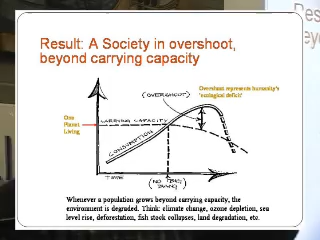 Result: A Society in overshoot,
beyond carrying capacity
(OVERSHOOT)
Overshoot represents humanity's
'ecological deficit'
One
Planet
Living
CARRYING CAPACITY
CONSUMPTION
TIME
(NO
BANG)
Whenever a population grows beyond carrying capacity, the
environment is degraded. Think: climate change, ozone depletion, sea
level rise, deforestation, fish stock collapses, land degradation, etc.
Res